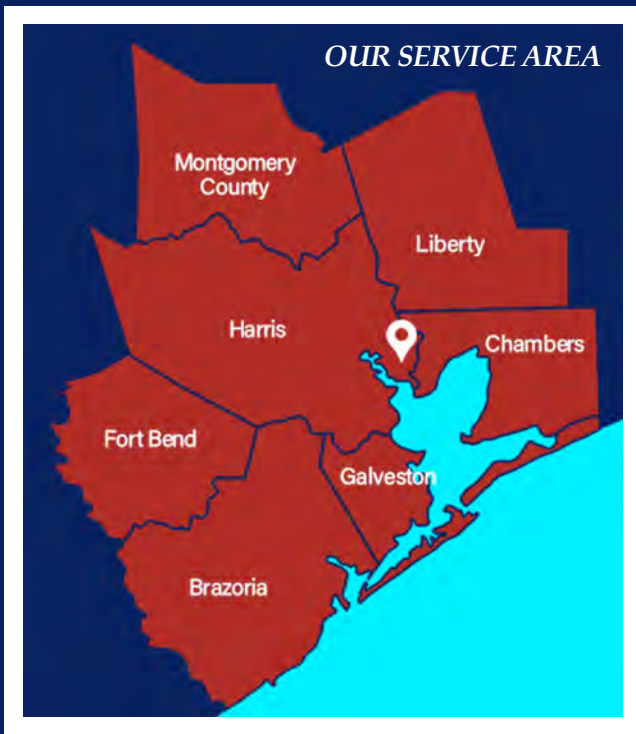 OUR SERVICE AREA
Montgomery
County
Liberty
Harris
Chambers
Fort Bend
Galveston
Brazoria